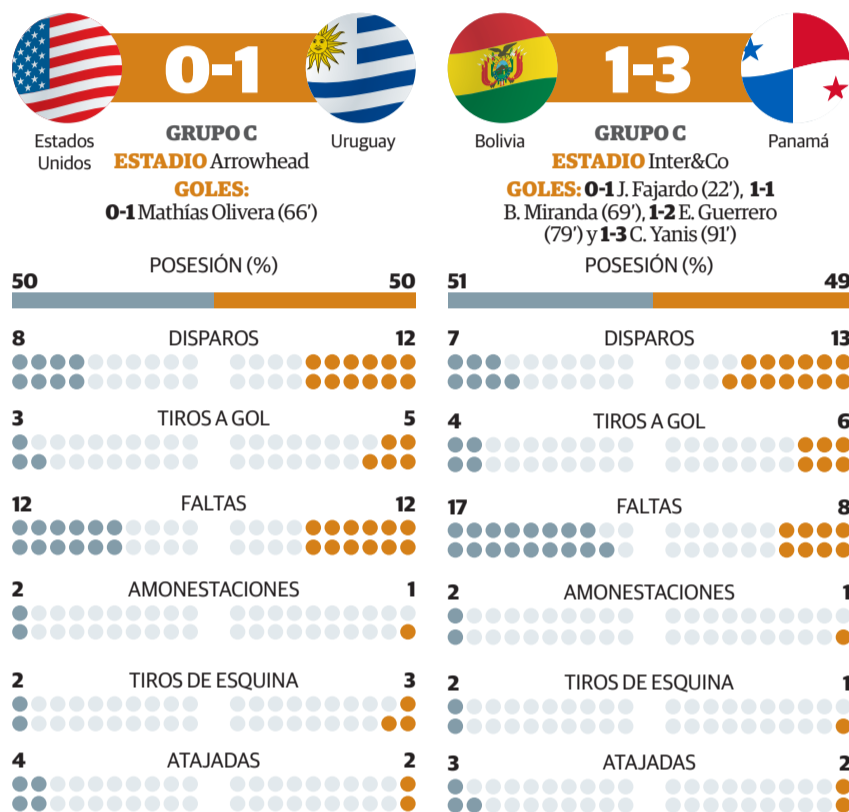 0-1
Estados
Unidos
Uruguay
GRUPO C
ESTADIO Arrowhead
GOLES:
0-1 Mathías Olivera (66’)
POSESIÓN (%)
50 50
8 DISPAROS 12
3 TIROS A GOL 5
12 FALTAS 12
2 AMONESTACIONES 1
2 TIROS DE ESQUINA 3
4 ATAJADAS 2
1-3
Bolivia
Panamá
GRUPO C
ESTADIO Inter&Co
GOLES: 0-1 J. Fajardo (22’), 1-1
B. Miranda (69’), 1-2 E. Guerrero
(79’) y 1-3 C. Yanis (91’)
POSESIÓN (%)
51 49
7 DISPAROS 13
4 TIROS A GOL 6
17 FALTAS 8
2 AMONESTACIONES 1
2 TIROS DE ESQUINA 1
3 ATAJADAS 2